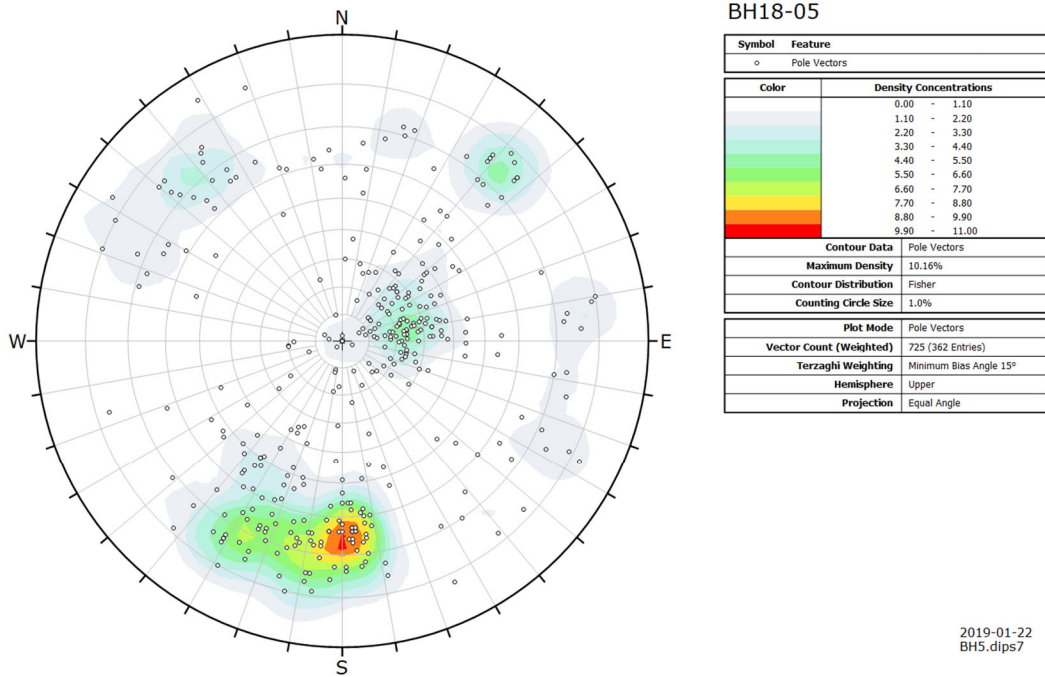 BH18-05
N
W
E
S
Symbol Feature
Pole Vectors
Color Density Concentrations
0.00 - 1.10
1.10 - 2.20
2.20 - 3.30
3.30 - 4.40
4.40 - 5.50
5.50 - 6.60
6.60 - 7.70
7.70 - 8.80
8.80 - 9.90
9.90 - 11.00
Contour Data Pole Vectors
Maximum Density 10.16%
Contour Distribution Fisher
Counting Circle Size 1.0%
Plot Mode Pole Vectors
Vector Count (Weighted) 725 (362 Entries)
Terzaghi Weighting Minimum Bias Angle 15°
Hemisphere Upper
Projection Equal Angle
2019-01-22
BH5.dips7